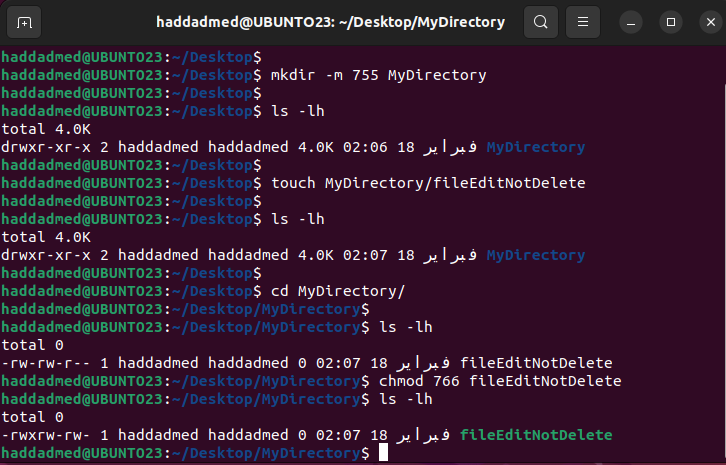 haddadmed@UBUNTO23: ~/Desktop/MyDirectory
haddadmed@UBUNTO23:~/Desktop$
haddadmed@UBUNTO23:~/Desktop$ mkdir -m 755 MyDirectory
haddadmed@UBUNTO23:~/Desktop$
haddadmed@UBUNTO23:~/Desktop$ ls -lh
total 4.0K
drwxr-xr-x 2 haddadmed haddadmed 4.0K 02:06 18 فبراير MyDirectory
haddadmed@UBUNTO23:~/Desktop$
haddadmed@UBUNTO23:~/Desktop$ touch MyDirectory/fileEditNotDelete
haddadmed@UBUNTO23:~/Desktop$
haddadmed@UBUNTO23:~/Desktop$ ls -lh
total 4.0K
drwxr-xr-x 2 haddadmed haddadmed 4.0K 02:07 18 فبراير MyDirectory
haddadmed@UBUNTO23:~/Desktop$
haddadmed@UBUNTO23:~/Desktop$ cd MyDirectory/
haddadmed@UBUNTO23:~/Desktop/MyDirectory$
haddadmed@UBUNTO23:~/Desktop/MyDirectory$ ls -lh
total 0
-rw-rw-r-- 1 haddadmed haddadmed 0 02:07 18 فبراير fileEditNotDelete
haddadmed@UBUNTO23:~/Desktop/MyDirectory$ chmod 766 fileEditNotDelete
haddadmed@UBUNTO23:~/Desktop/MyDirectory$ ls -lh
total 0
-rwxrw-rw- 1 haddadmed haddadmed 0 02:07 18 فبراير fileEditNotDelete
haddadmed@UBUNTO23:~/Desktop/MyDirectory$